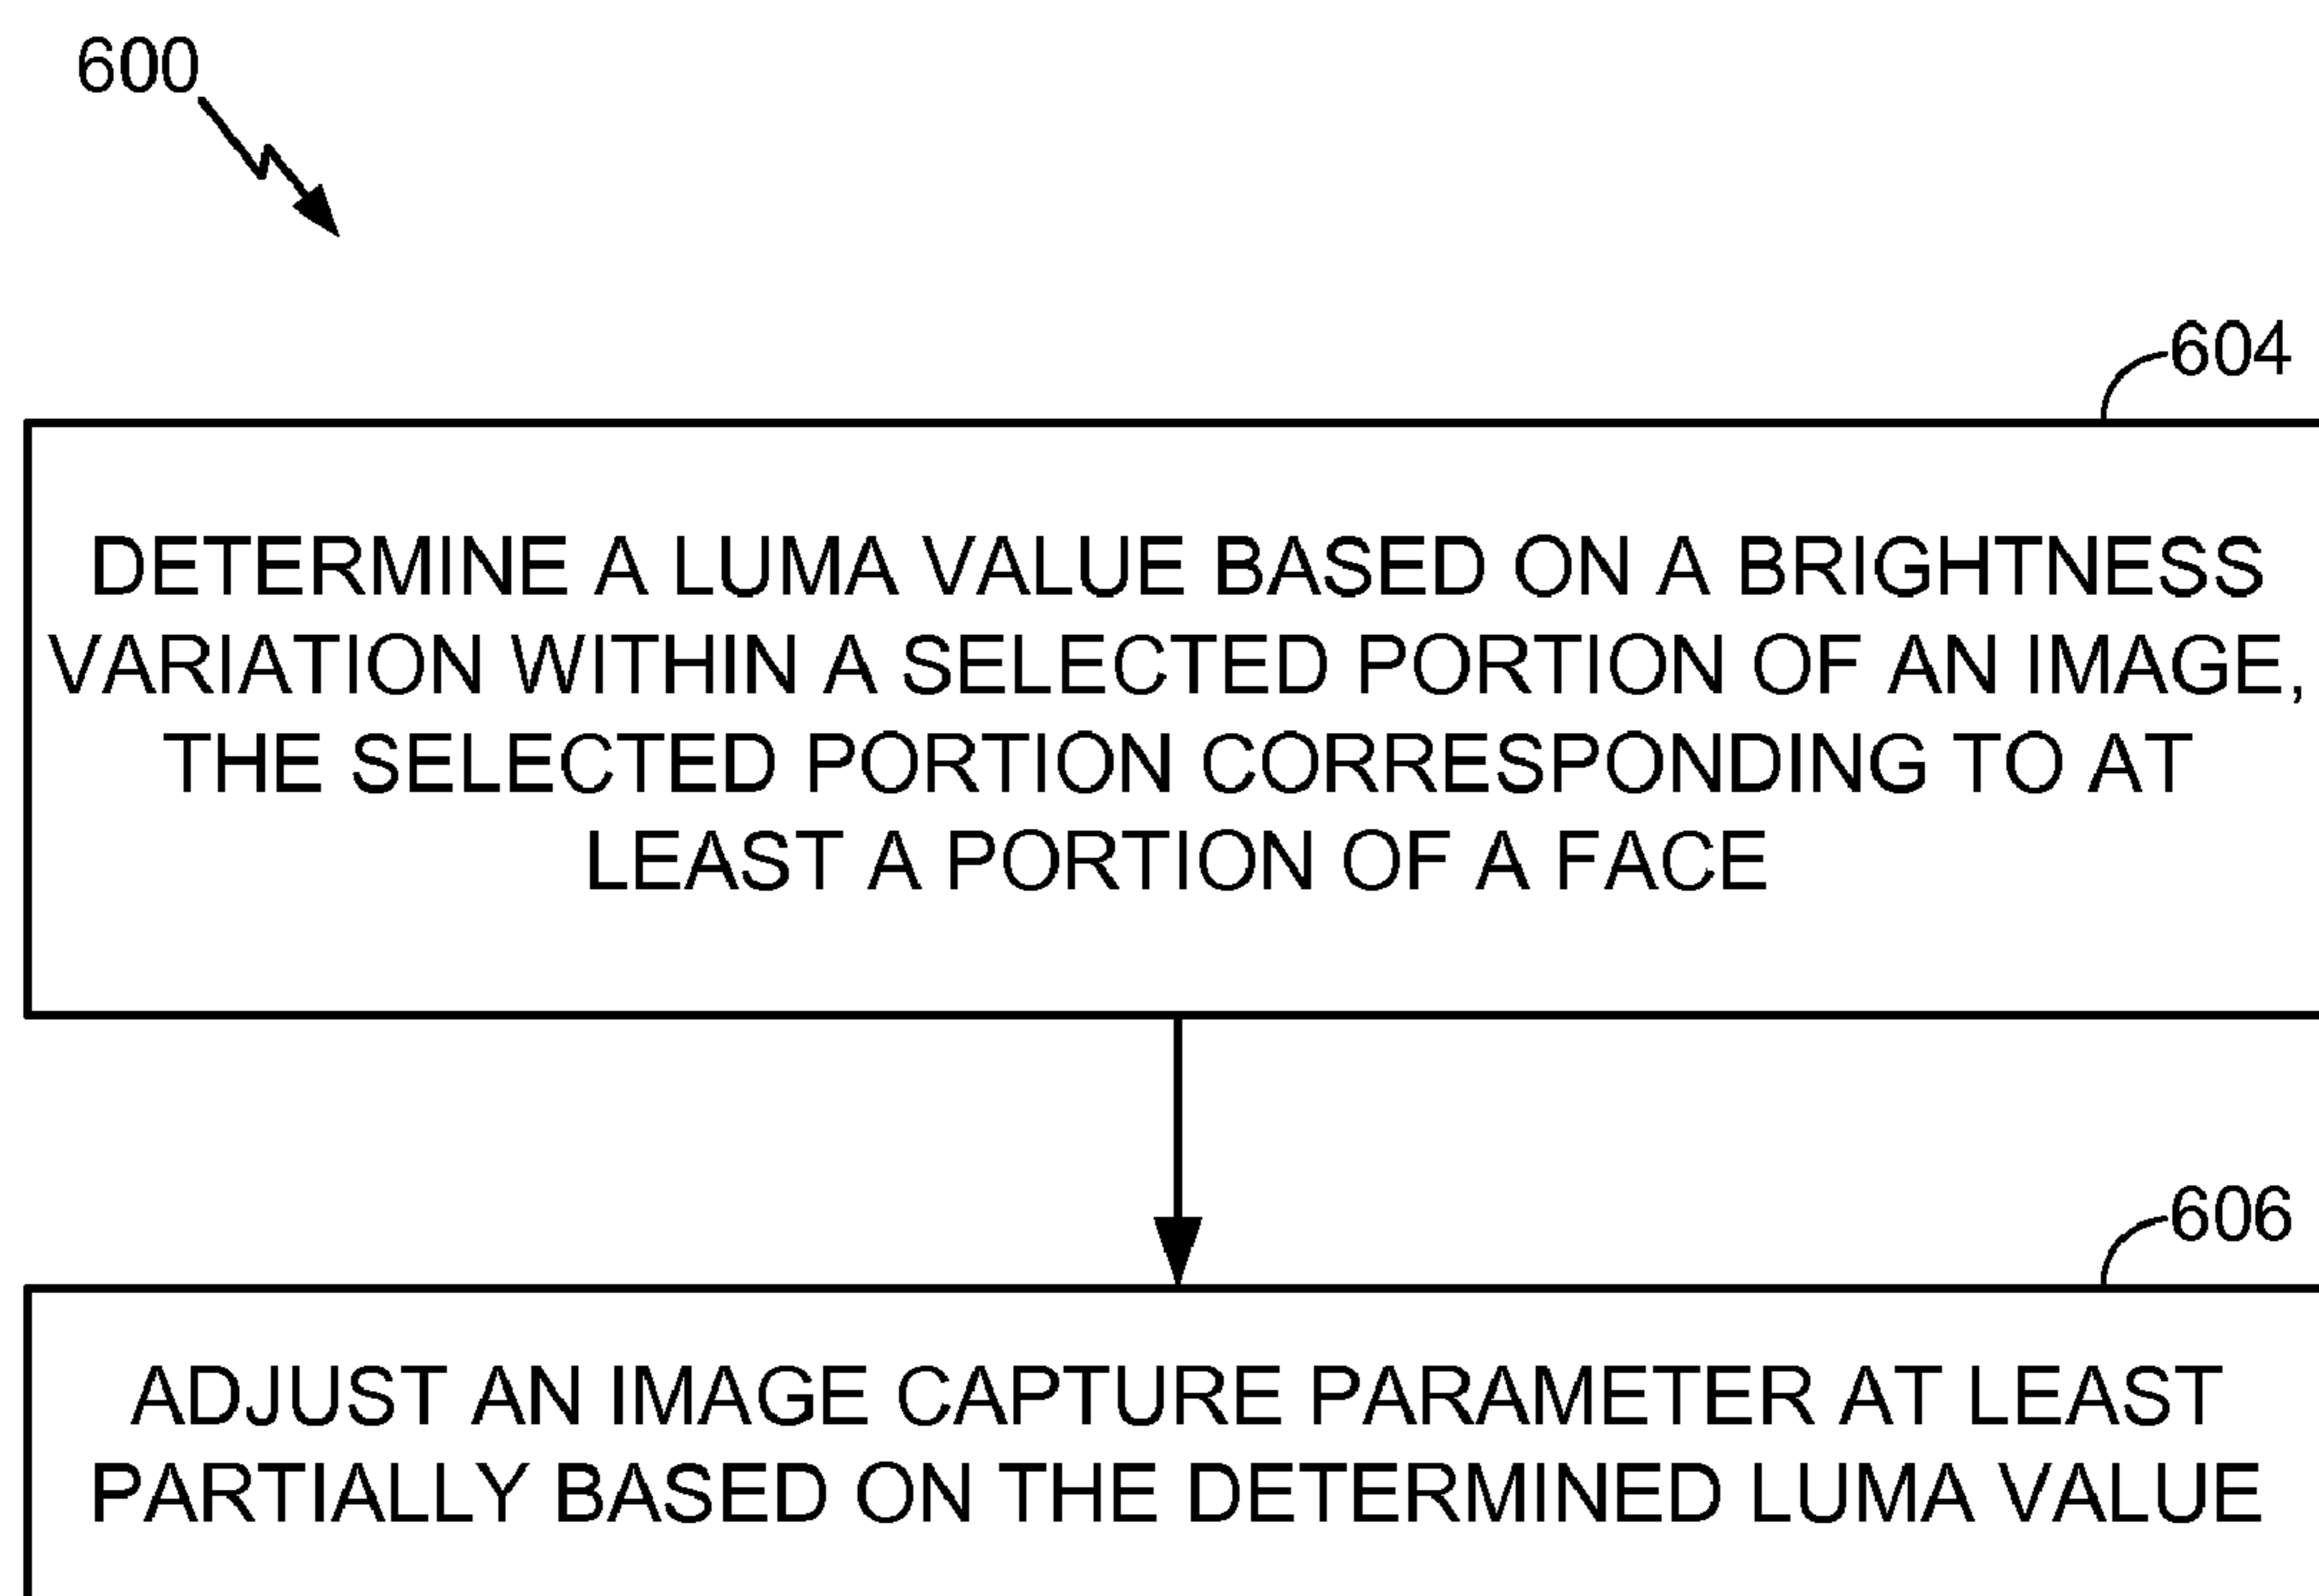 600
604
DETERMINE A LUMA VALUE BASED ON A BRIGHTNESS
VARIATION WITHIN A SELECTED PORTION OF AN IMAGE,
THE SELECTED PORTION CORRESPONDING TO AT
LEAST A PORTION OF A FACE
606
ADJUST AN IMAGE CAPTURE PARAMETER AT LEAST
PARTIALLY BASED ON THE DETERMINED LUMA VALUE